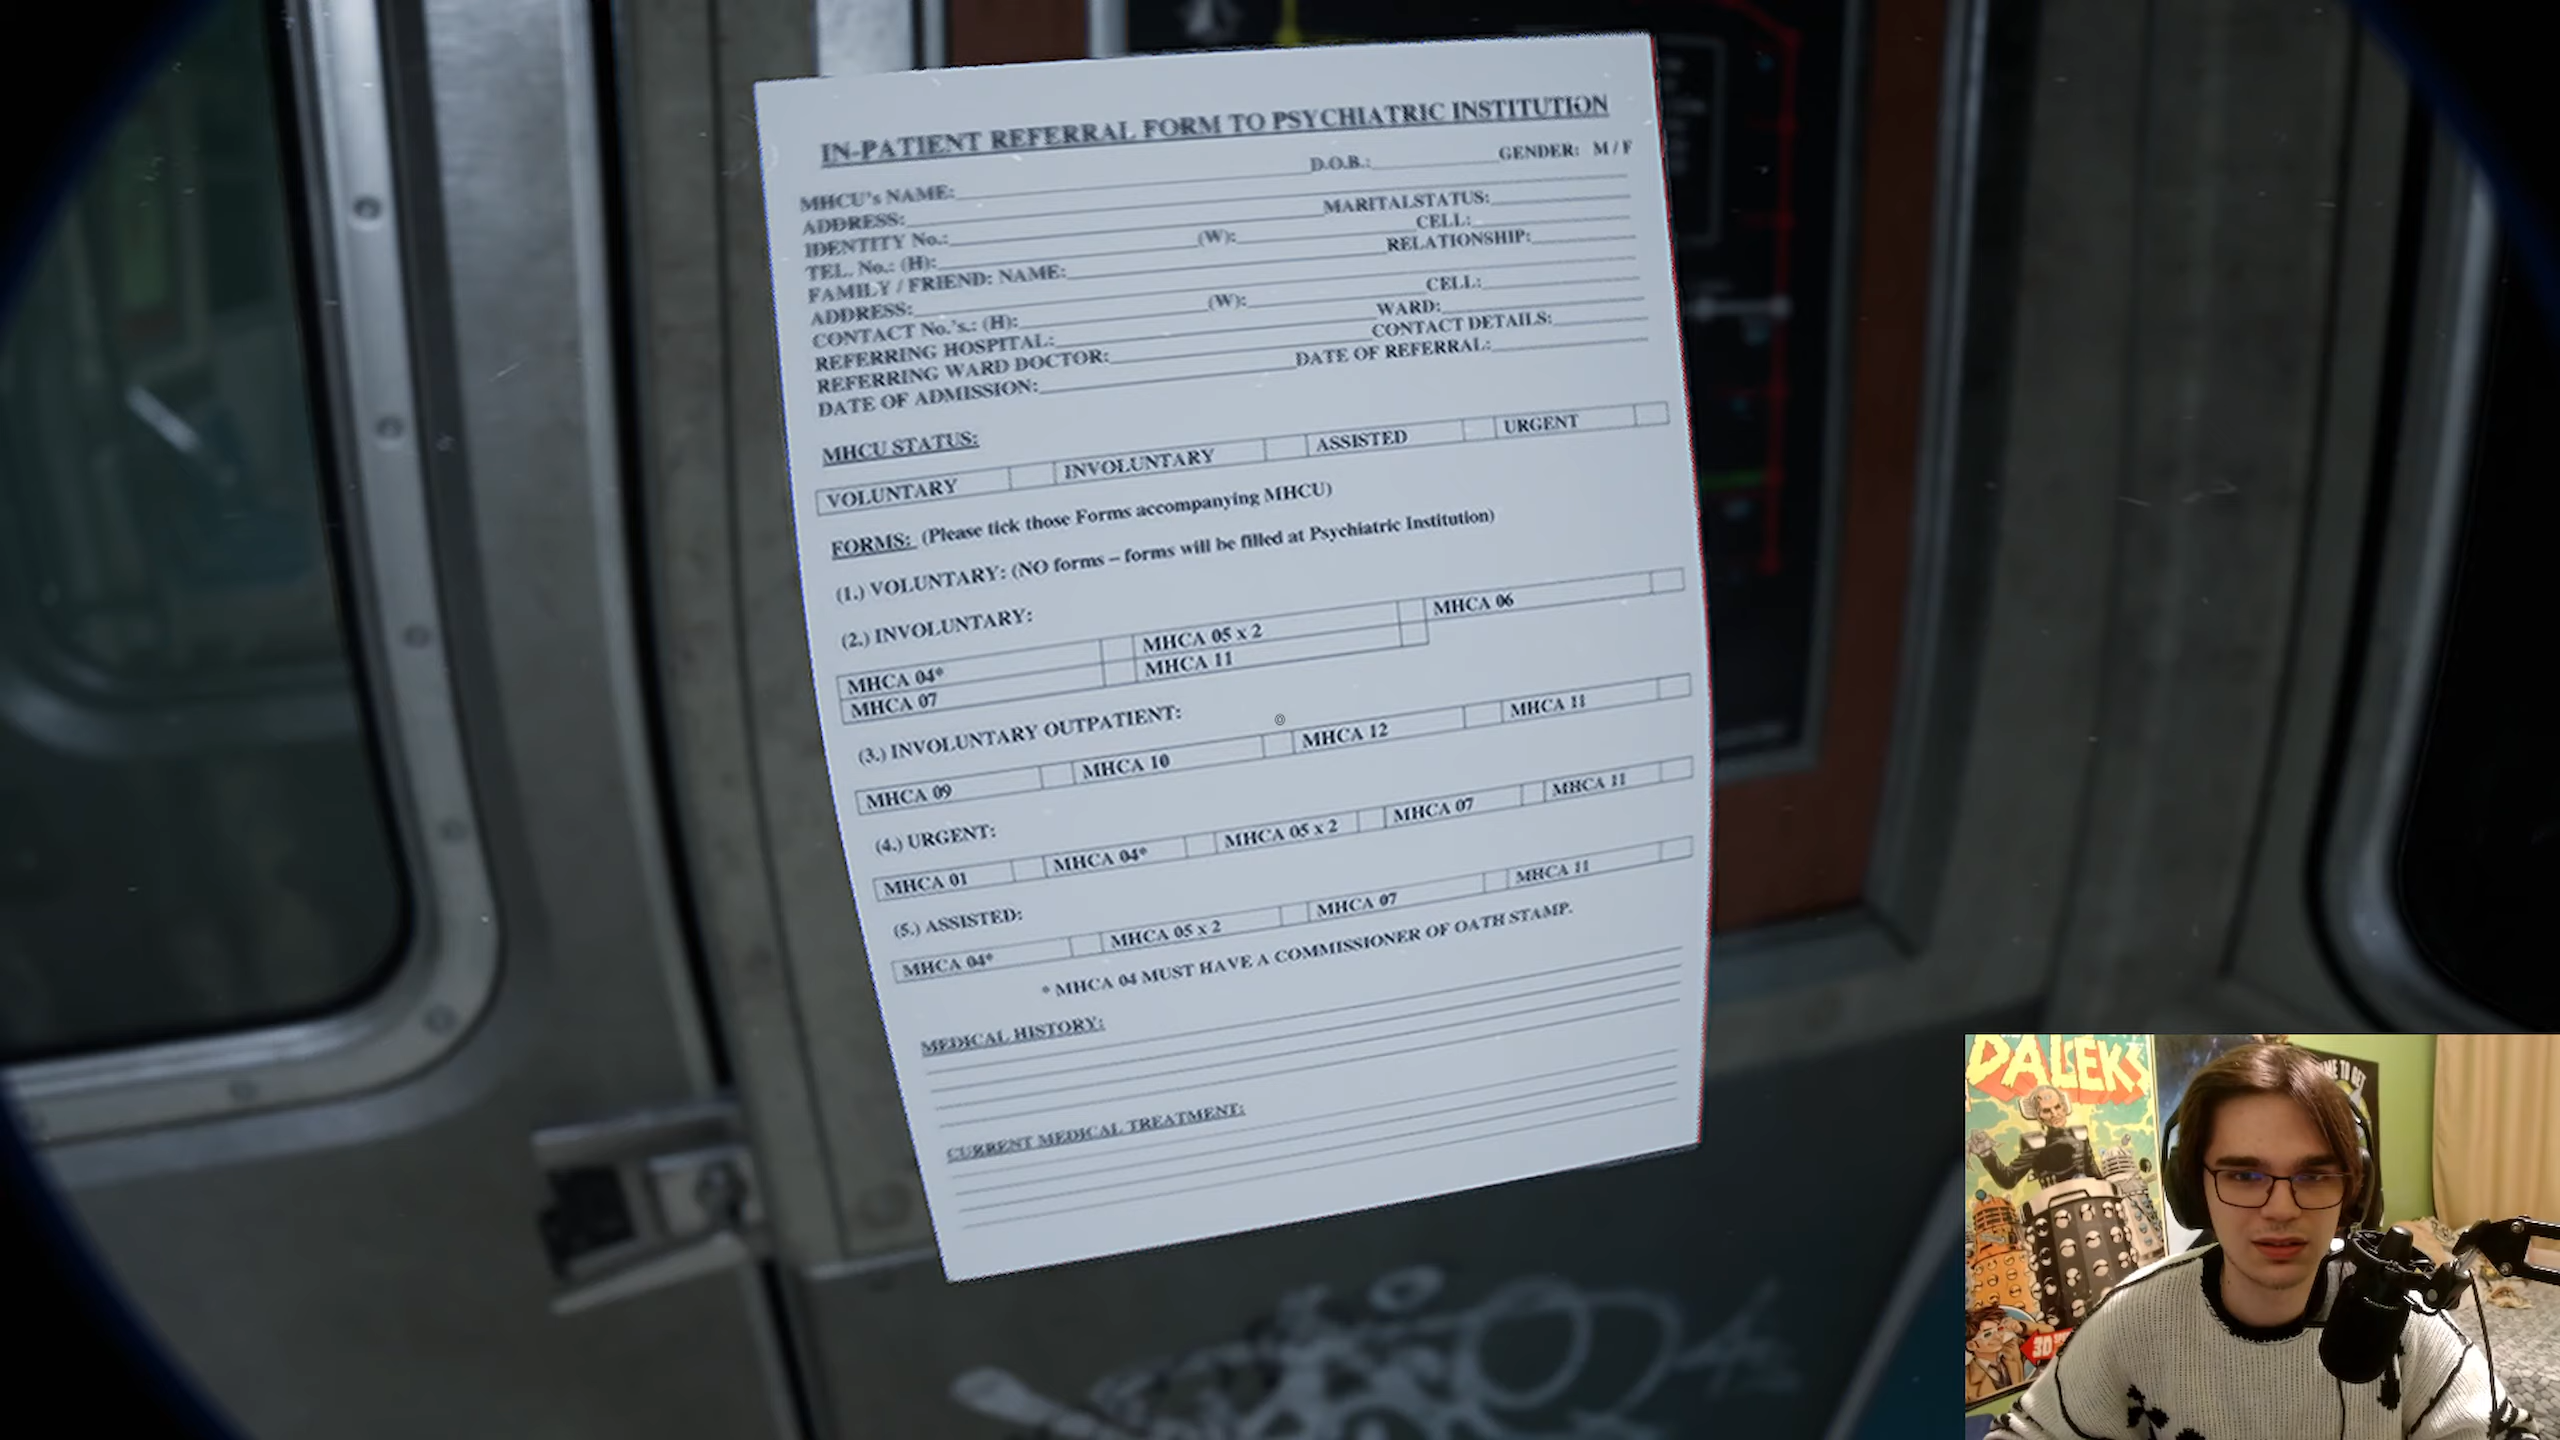 IN-PATIENT REFERRAL FORM TO PSYCHIATRIC INSTITUTION
MHCU's NAME: D.O.B.: GENDER: M / F
ADDRESS:
IDENTITY No.: MARITALSTATUS:
TEL. No.: (H): (W): CELL:
FAMILY / FRIEND: NAME: RELATIONSHIP:
ADDRESS:
CONTACT No.'s.: (H): (W): CELL:
REFERRING HOSPITAL: WARD:
REFERRING WARD DOCTOR: CONTACT DETAILS:
DATE OF ADMISSION: DATE OF REFERRAL:
MHCU STATUS:
VOLUNTARY INVOLUNTARY ASSISTED URGENT
FORMS: (Please tick those Forms accompanying MHCU)
(1.) VOLUNTARY: (NO forms – forms will be filled at Psychiatric Institution)
(2.) INVOLUNTARY:
MHCA 04* MHCA 05 x 2 MHCA 06
MHCA 07 MHCA 11
(3.) INVOLUNTARY OUTPATIENT:
MHCA 09 MHCA 10 MHCA 12 MHCA 11
(4.) URGENT:
MHCA 01 MHCA 04* MHCA 05 x 2 MHCA 07 MHCA 11
(5.) ASSISTED:
MHCA 04* MHCA 05 x 2 MHCA 07 MHCA 11
* MHCA 04 MUST HAVE A COMMISSIONER OF OATH STAMP.
MEDICAL HISTORY:
CURRENT MEDICAL TREATMENT:
DALEKS
3D